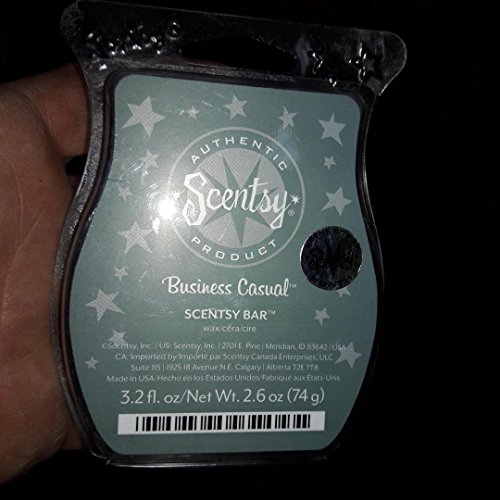 AUTHENTIC
Scentsy®
PRODUCT
Business Casual™
SCENTSY BAR™
wax/cera/cire
©Scentsy, Inc. | US: Scentsy, Inc. | 2701 E. Pine | Meridian, ID 83642 | USA
CA: Imported by/Importé par Scentsy Canada Enterprises, ULC
Suite 115 | 1925 18 Avenue N.E. Calgary | Alberta T2E 7T8
Made in USA/Hecho en los Estados Unidos/Fabriqué aux États-Unis
3.2 fl. oz/Net Wt. 2.6 oz (74 g)